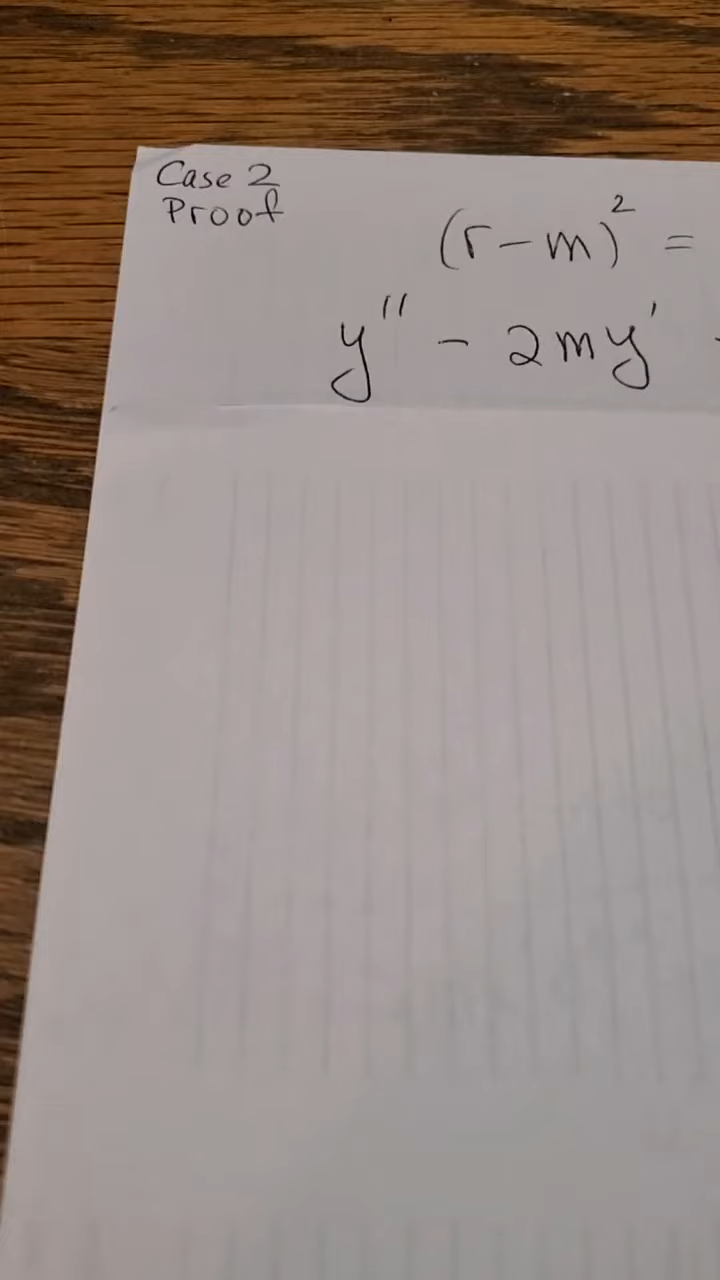 Case 2
Proof
(r-m)² =
y'' - 2my'